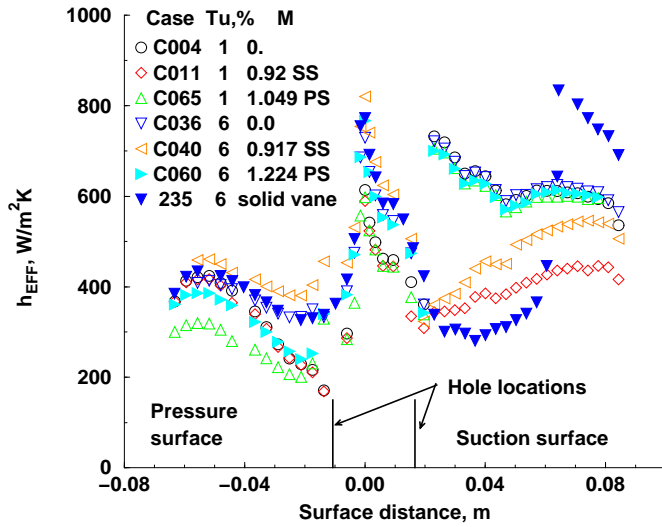 Case Tu,% M
C004 1 0.
C011 1 0.92 SS
C065 1 1.049 PS
C036 6 0.0
C040 6 0.917 SS
C060 6 1.224 PS
235 6 solid vane
1000
800
600
400
200
0
hEFF, W/m²K
Hole locations
Pressure
surface
Suction surface
−0.08 −0.04 0.00 0.04 0.08
Surface distance, m